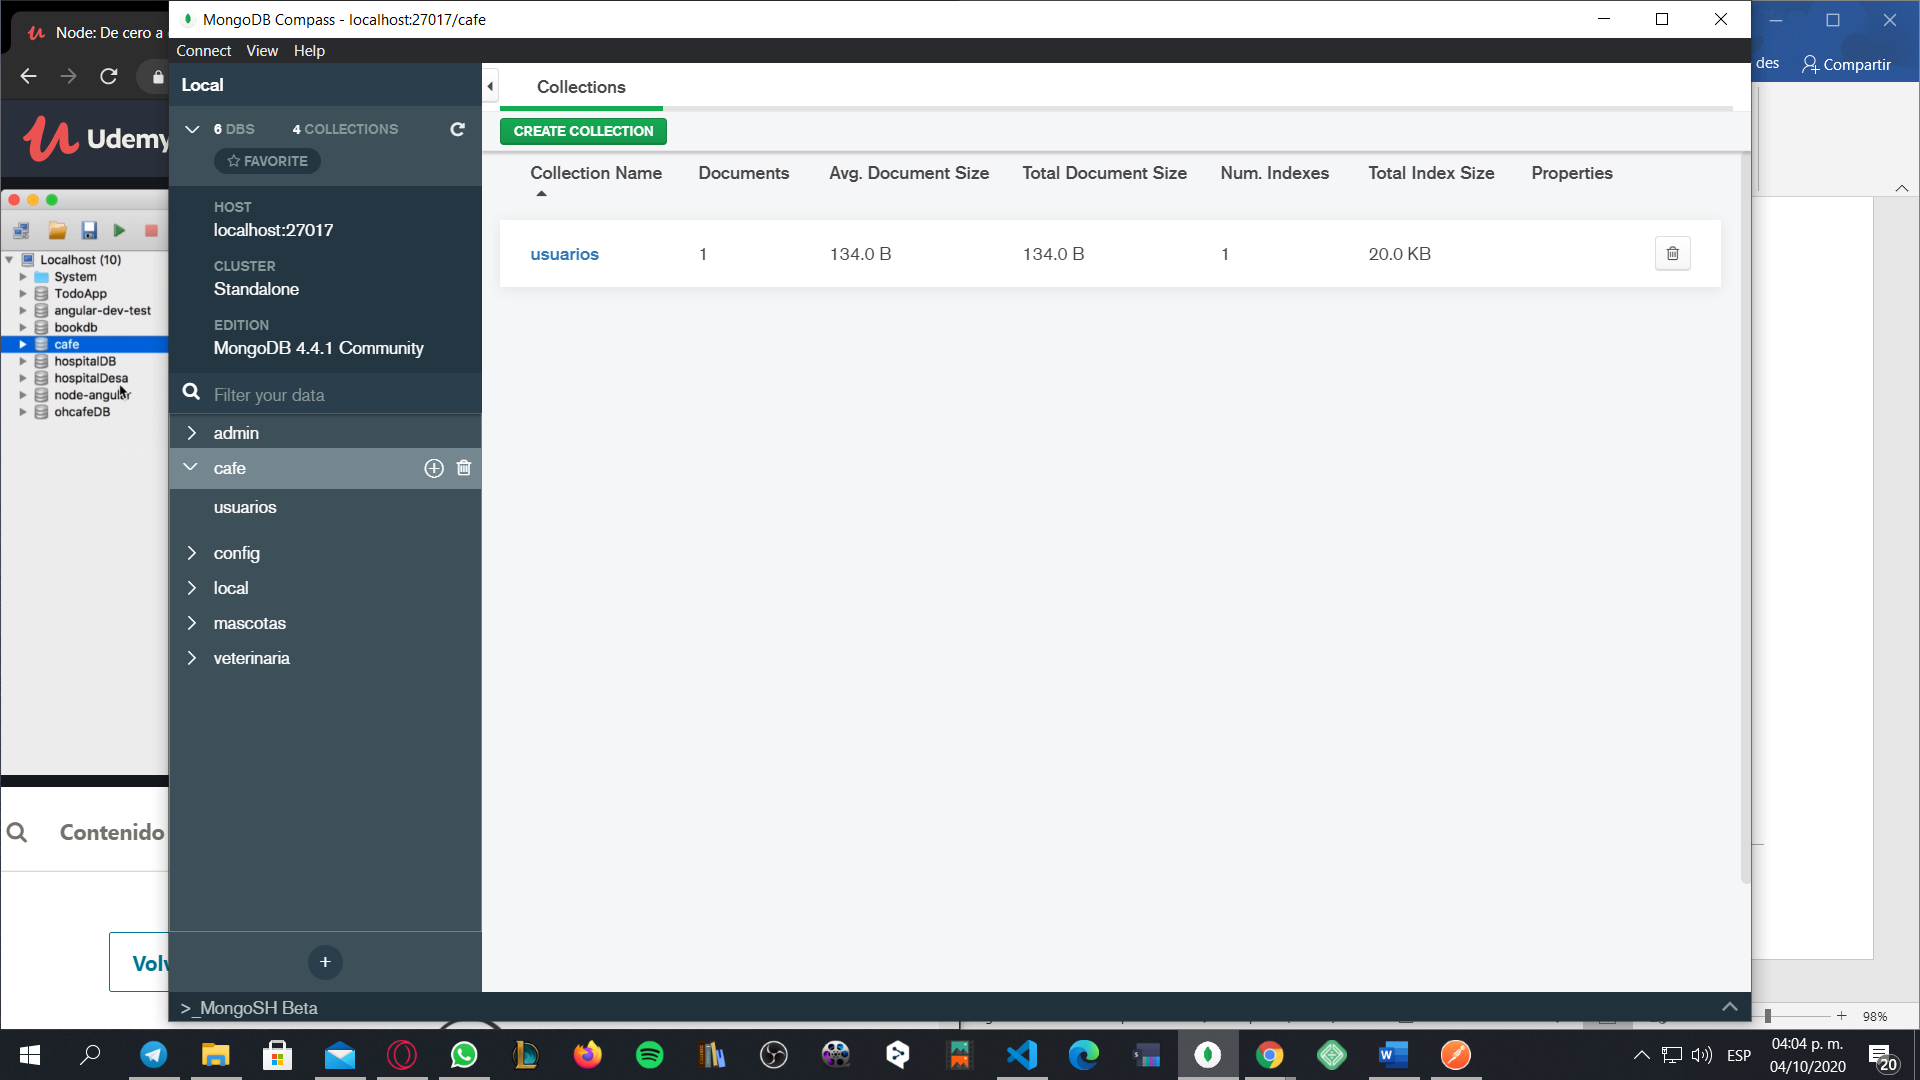 Node: De cero a
Udemy
Localhost (10)
System
TodoApp
angular-dev-test
bookdb
cafe
hospitalDB
hospitalDesa
node-angular
ohcafeDB
Contenido
MongoDB Compass - localhost:27017/cafe
Connect View Help
Local
6 DBS 4 COLLECTIONS
FAVORITE
HOST
localhost:27017
CLUSTER
Standalone
EDITION
MongoDB 4.4.1 Community
Filter your data
admin
cafe
usuarios
config
local
mascotas
veterinaria
+
>_MongoSH Beta
Collections
CREATE COLLECTION
Collection Name Documents Avg. Document Size Total Document Size Num. Indexes Total Index Size Properties
usuarios 1 134.0 B 134.0 B 1 20.0 KB
des Compartir
98%
ESP
04:04 p. m.
04/10/2020
20